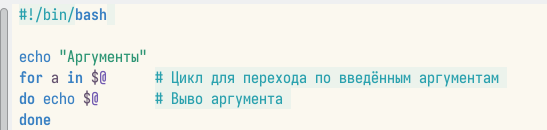 #!/bin/bash
echo "Аргументы"
for a in $@ # Цикл для перехода по введённым аргументам
do echo $@ # Выво аргумента
done